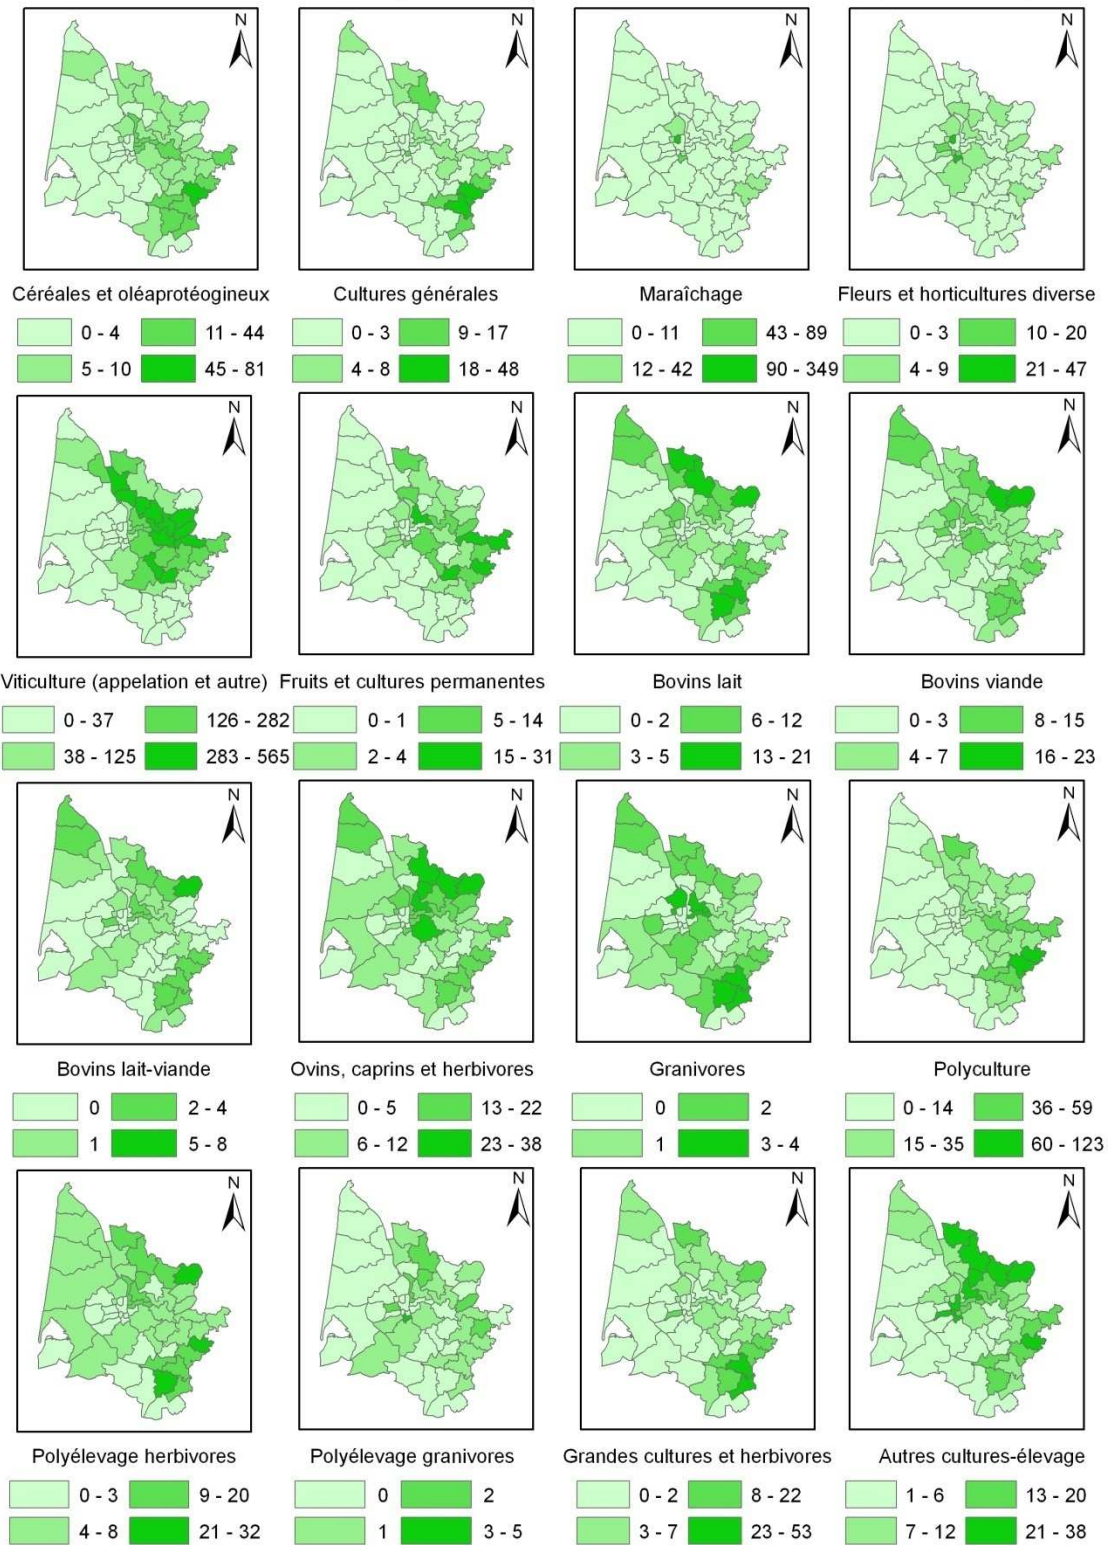 N N N N
Céréales et oléaprotéogineux Cultures générales Maraîchage Fleurs et horticultures diverse
0 - 4 11 - 44 0 - 3 9 - 17 0 - 11 43 - 89 0 - 3 10 - 20
5 - 10 45 - 81 4 - 8 18 - 48 12 - 42 90 - 349 4 - 9 21 - 47
N N N N
Viticulture (appelation et autre) Fruits et cultures permanentes Bovins lait Bovins viande
0 - 37 126 - 282 0 - 1 5 - 14 0 - 2 6 - 12 0 - 3 8 - 15
38 - 125 283 - 565 2 - 4 15 - 31 3 - 5 13 - 21 4 - 7 16 - 23
N N N N
Bovins lait-viande Ovins, caprins et herbivores Granivores Polyculture
0 2 - 4 0 - 5 13 - 22 0 2 0 - 14 36 - 59
1 5 - 8 6 - 12 23 - 38 1 3 - 4 15 - 35 60 - 123
N N N N
Polyélevage herbivores Polyélevage granivores Grandes cultures et herbivores Autres cultures-élevage
0 - 3 9 - 20 0 2 0 - 2 8 - 22 1 - 6 13 - 20
4 - 8 21 - 32 1 3 - 5 3 - 7 23 - 53 7 - 12 21 - 38